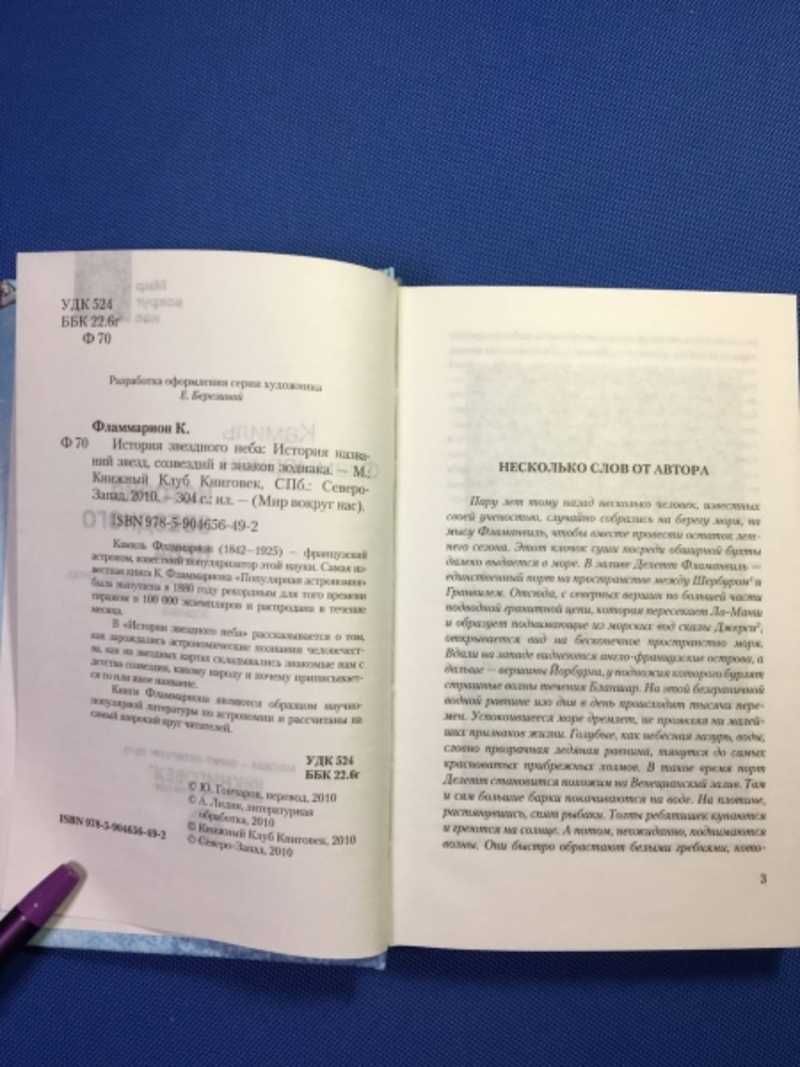 УДК 524
ББК 22.6г
Ф 70
Разработка оформления серии художника
Е. Березиной
Фламмарион К.
Ф 70 История звездного неба: История назва-
ний звезд, созвездий и знаков зодиака. — М.:
Книжный Клуб Книговек, СПб.: Северо-
Запад, 2010. — 304 с.: ил. — (Мир вокруг нас).
ISBN 978-5-904656-49-2
Камиль Фламмарион (1842–1925) — французский
астроном, известный популяризатор этой науки. Самая из-
вестная книга К. Фламмариона «Популярная астрономия»
была выпущена в 1880 году рекордным для того времени
тиражом в 100 000 экземпляров и распродана в течение
месяца.
В «Истории звездного неба» рассказывается о том,
как зарождались астрономические познания человечест-
ва, как на звездных картах складывались знакомые нам с
детства созвездия, какому народу и почему приписывает-
ся то или иное название.
Книги Фламмариона являются образцом научно-
популярной литературы по астрономии и рассчитаны на
самый широкий круг читателей.
УДК 524
ББК 22.6г
© Ю. Гончаров, перевод, 2010
© А. Лидин, литературная
обработка, 2010
© Книжный Клуб Книговек, 2010
© Северо-Запад, 2010
ISBN 978-5-904656-49-2
НЕСКОЛЬКО СЛОВ ОТ АВТОРА
Пару лет тому назад несколько человек, известных
своей ученостью, случайно собрались на берегу моря, на
мысу Фламанвиль, чтобы вместе провести остаток лет-
него сезона. Этот клочок суши посреди обширной бухты
далеко выдается в море. В заливе Делетт Фламанвиль —
единственный порт на пространстве между Шербуром¹ и
Гранвилем. Отсюда, с северных вершин по большей части
подводной гранитной цепи, которая пересекает Ла-Манш
и образует поднимающие из морских вод скалы Джерси²,
открывается вид на бесконечное пространство моря.
Вдали на западе виднеются англо-французские острова, а
дальше — вершины Йорбурга, у подножия которого бурлят
страшные волны течения Бланшар. На этой безграничной
водной равнине изо дня в день происходит тысяча пере-
мен. Успокоившееся море дремлет, не проявляя ни малей-
ших признаков жизни. Голубые, как небесная лазурь, воды,
словно прозрачная ледяная равнина, тянутся до самых
красноватых прибрежных холмов. В такое время порт
Делетт становится похожим на Венецианский залив. Там
и сям большие барки покачиваются на воде. На плотине,
растянувшись, спят рыбаки. Толпы ребятишек купаются
и греются на солнце. А потом, неожиданно, поднимаются
волны. Они быстро обрастают белыми гребнями, кото-
3